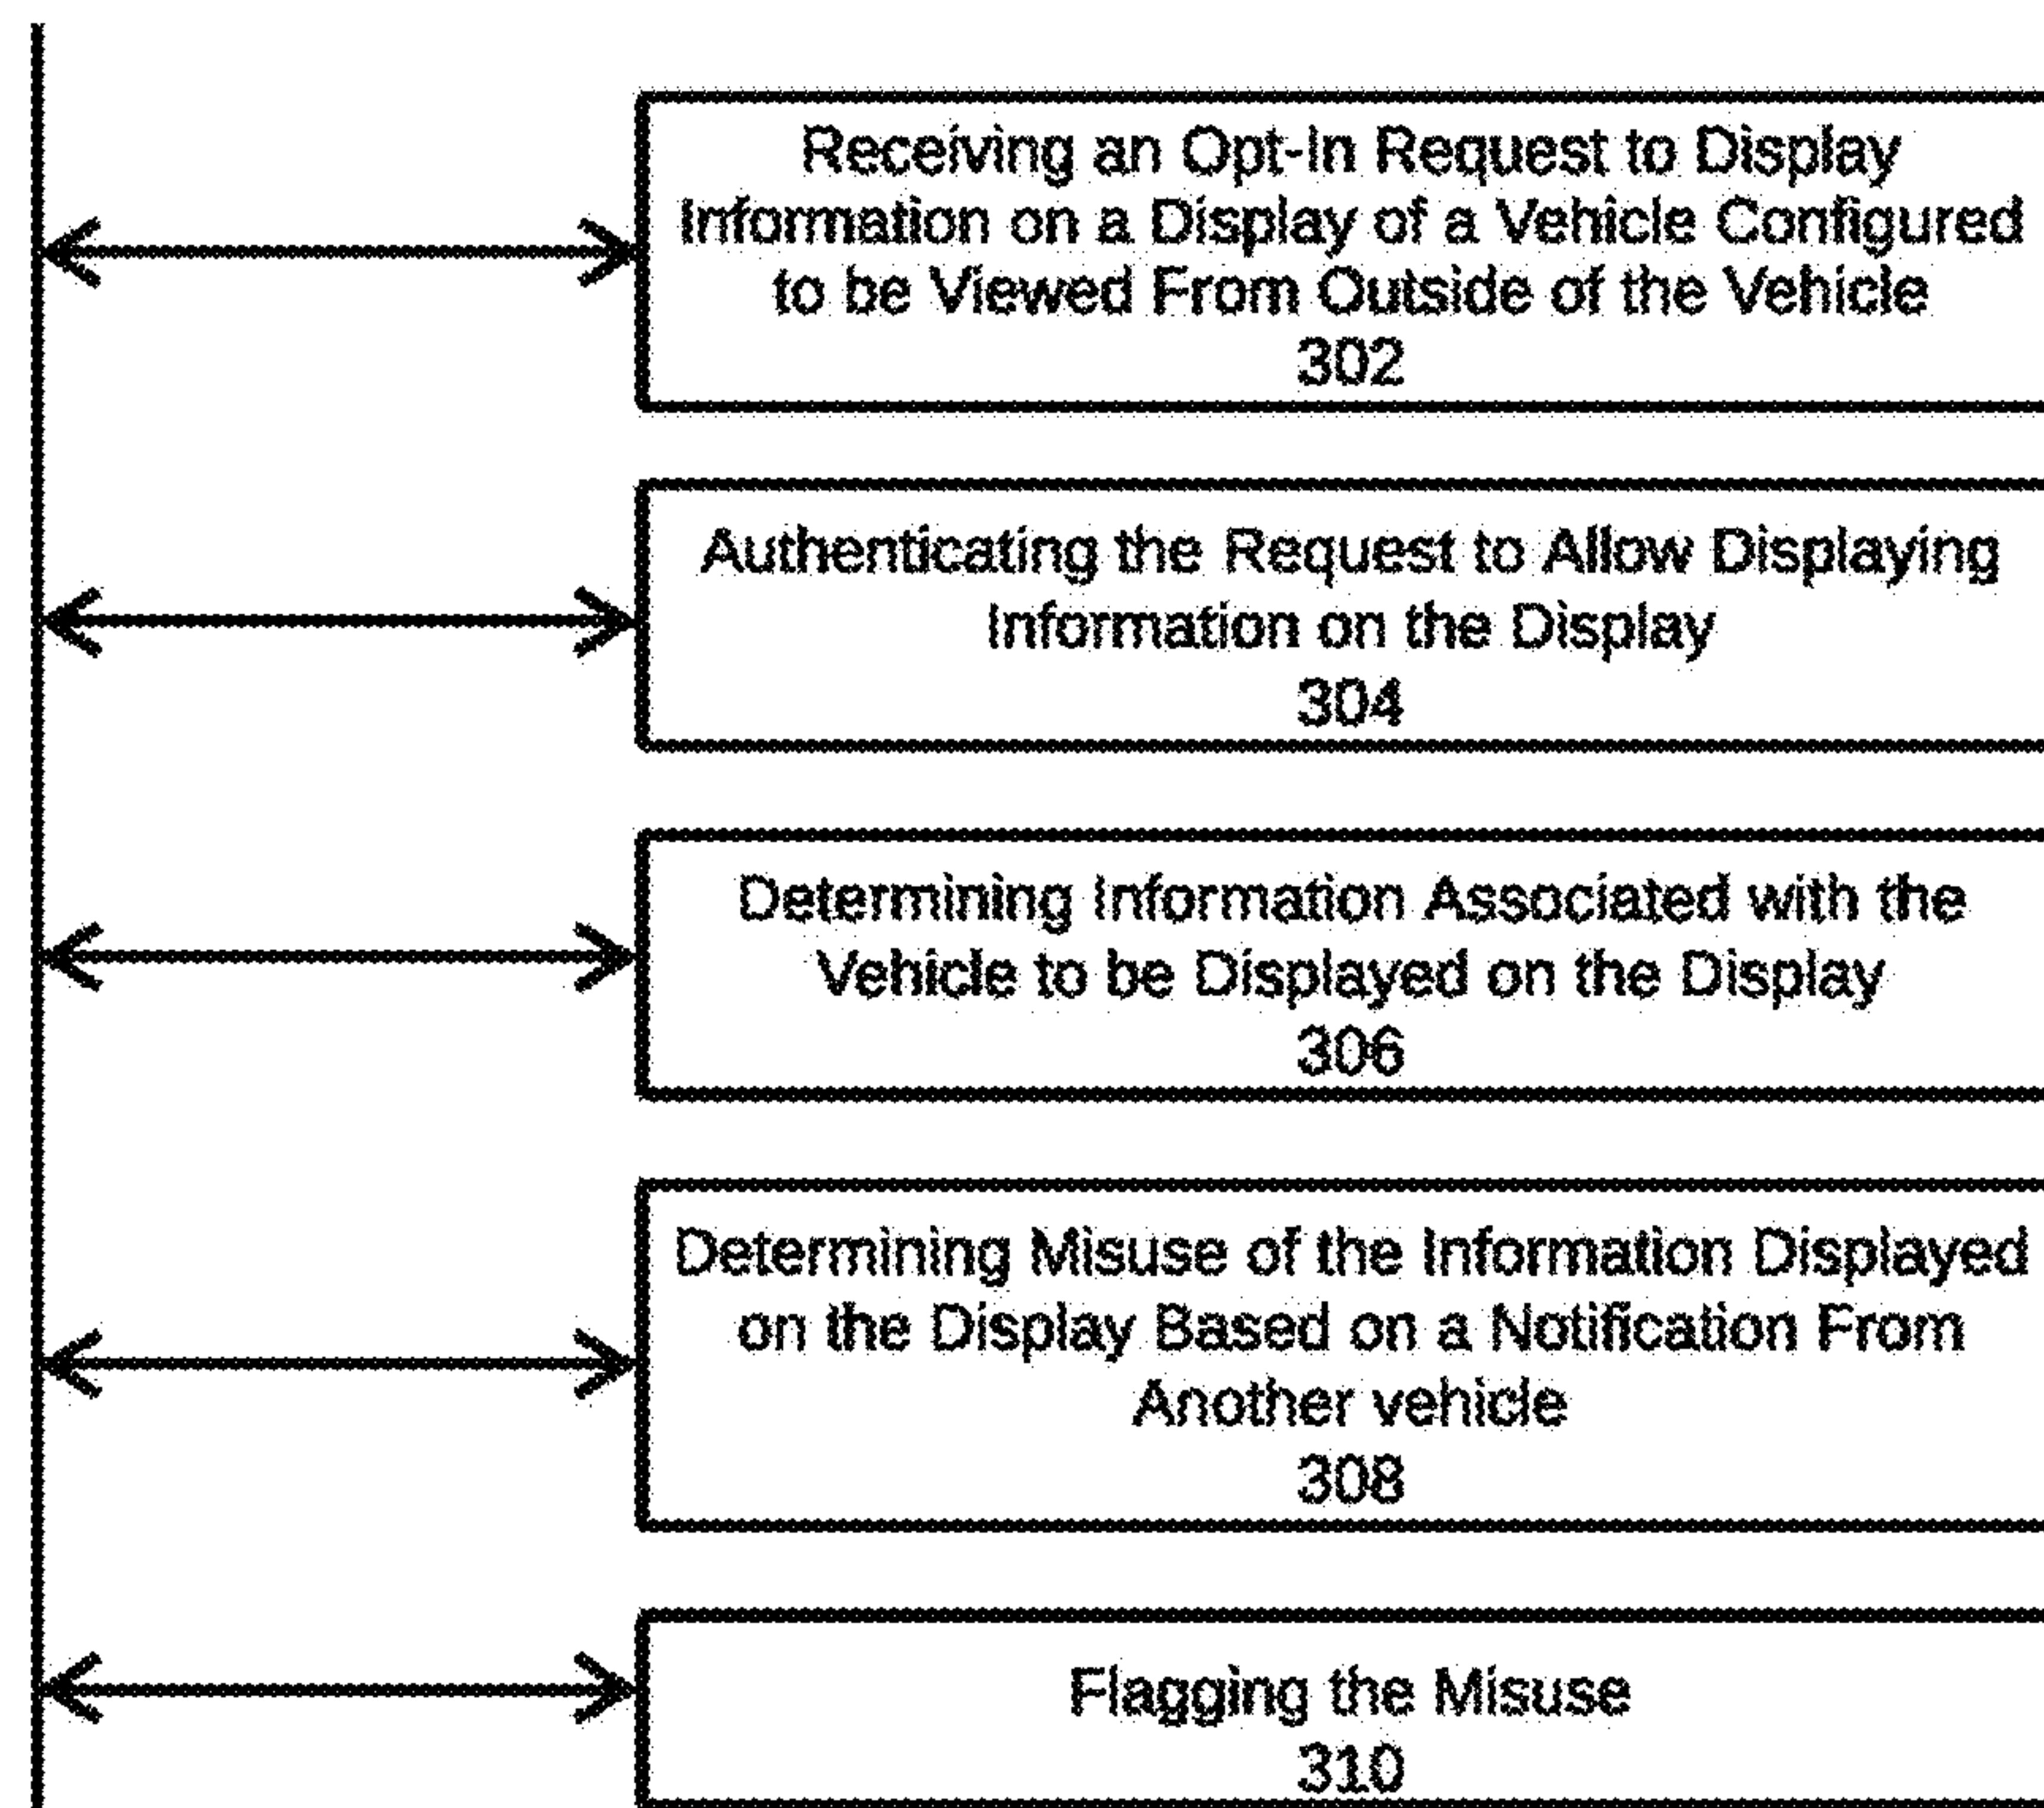 Receiving an Opt-In Request to Display
Information on a Display of a Vehicle Configured
to be Viewed From Outside of the Vehicle
302
Authenticating the Request to Allow Displaying
Information on the Display
304
Determining Information Associated with the
Vehicle to be Displayed on the Display
306
Determining Misuse of the Information Displayed
on the Display Based on a Notification From
Another vehicle
308
Flagging the Misuse
310